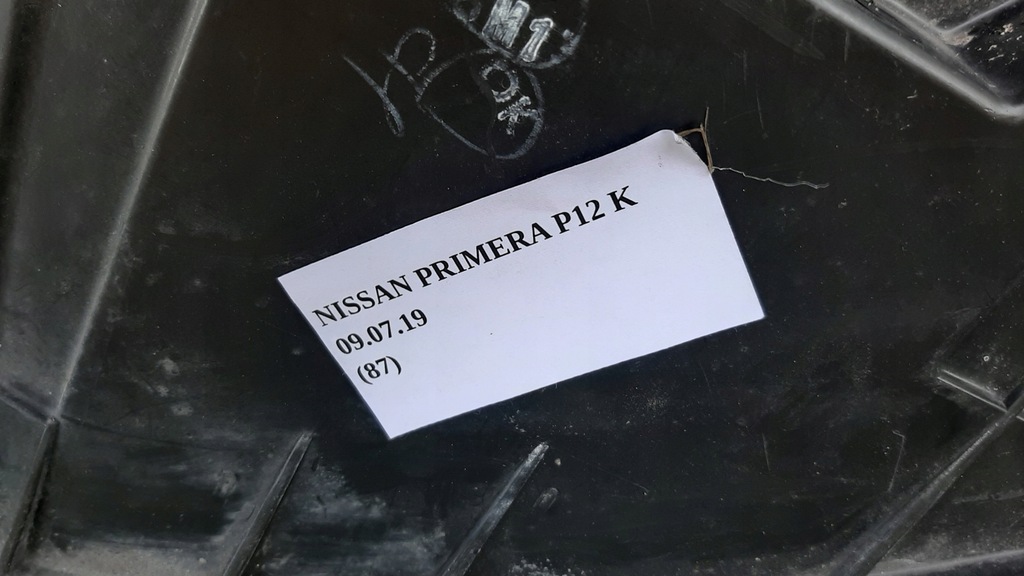 NISSAN PRIMERA P12 K
09.07.19
(87)